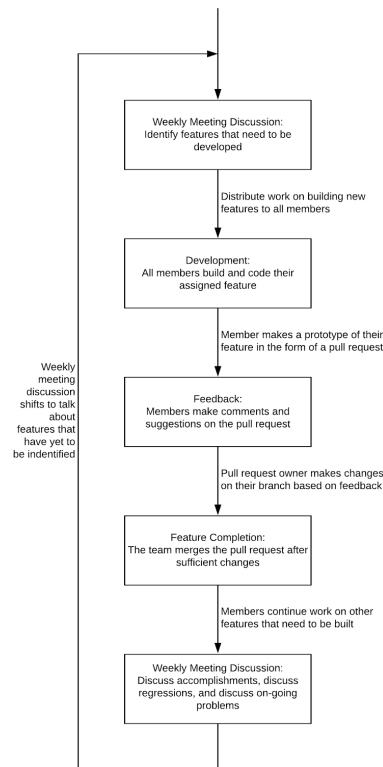 Weekly Meeting Discussion:
Identify features that need to be
developed
Distribute work on building new
features to all members
Development:
All members build and code their
assigned feature
Member makes a prototype of their
feature in the form of a pull request
Weekly
meeting
discussion
shifts to talk
about
features that
have yet to
be indentified
Feedback:
Members make comments and
suggestions on the pull request
Pull request owner makes changes
on their branch based on feedback
Feature Completion:
The team merges the pull request after
sufficient changes
Members continue work on other
features that need to be built
Weekly Meeting Discussion:
Discuss accomplishments, discuss
regressions, and discuss on-going
problems